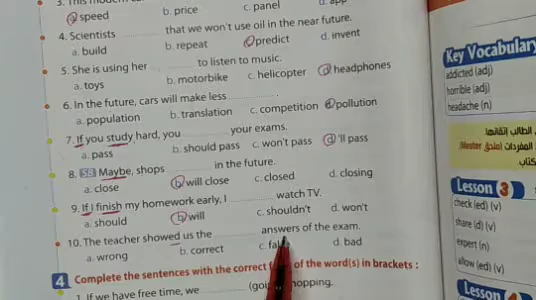 a speed b. price c. panel
4. Scientists ............ that we won't use oil in the near future.
a. build b. repeat c predict d. invent
5. She is using her ............ to listen to music.
a. toys b. motorbike c. helicopter d headphones
6. In the future, cars will make less ............ .
a. population b. translation c. competition d pollution
7. If you study hard, you ............ your exams.
a. pass b. should pass c. won't pass d 'll pass
8. Maybe, shops ............ in the future.
a. close b will close c. closed d. closing
9. If I finish my homework early, I ............ watch TV.
a. should b will c. shouldn't d. won't
10. The teacher showed us the ............ answers of the exam.
a. wrong b. correct d. bad
4 Complete the sentences with the correct of the word(s) in brackets :
1. If we have free time, we ............
Key Vocabulary
addicted (adj)
horrible (adj)
headache (n)
Lesson 3
check (ed) (v)
share (d) (v)
expert (n)
allow (ed) (v)
Lesson